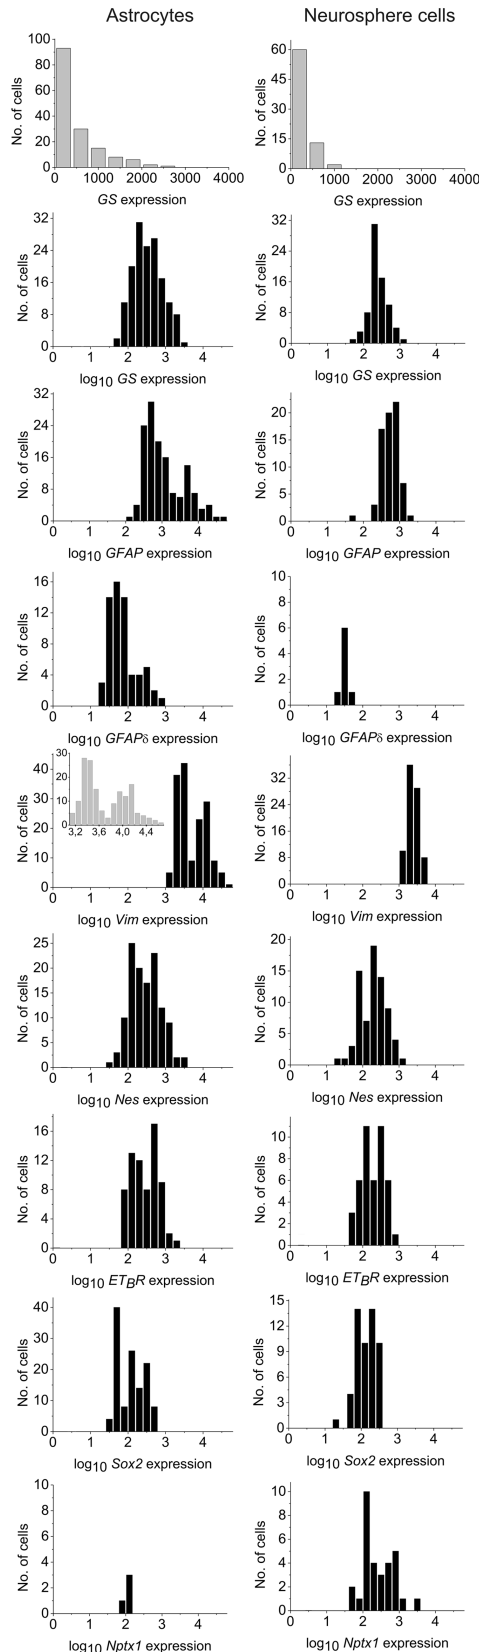 Astrocytes Neurosphere cells
No. of cells
100
80
60
40
20
0
0 1000 2000 3000 4000
GS expression
No. of cells
60
45
30
15
0
0 1000 2000 3000 4000
GS expression
No. of cells
32
24
16
8
0
0 1 2 3 4
log10 GS expression
No. of cells
32
24
16
8
0
0 1 2 3 4
log10 GS expression
No. of cells
32
24
16
8
0
0 1 2 3 4
log10 GFAP expression
No. of cells
20
15
10
5
0
0 1 2 3 4
log10 GFAP expression
No. of cells
16
12
8
4
0
0 1 2 3 4
log10 GFAPδ expression
No. of cells
10
8
6
4
2
0
0 1 2 3 4
log10 GFAPδ expression
No. of cells
40
30
20
10
0
30
20
10
0
3,2 3,6 4,0 4,4
0 1 2 3 4
log10 Vim expression
No. of cells
32
24
16
8
0
0 1 2 3 4
log10 Vim expression
No. of cells
25
20
15
10
5
0
0 1 2 3 4
log10 Nes expression
No. of cells
20
15
10
5
0
0 1 2 3 4
log10 Nes expression
No. of cells
16
12
8
4
0
0 1 2 3 4
log10 ETBR expression
No. of cells
10
8
6
4
2
0
0 1 2 3 4
log10 ETBR expression
No. of cells
40
30
20
10
0
0 1 2 3 4
log10 Sox2 expression
No. of cells
15
12
9
6
3
0
0 1 2 3 4
log10 Sox2 expression
No. of cells
10
8
6
4
2
0
0 1 2 3 4
log10 Nptx1 expression
No. of cells
10
8
6
4
2
0
0 1 2 3 4
log10 Nptx1 expression